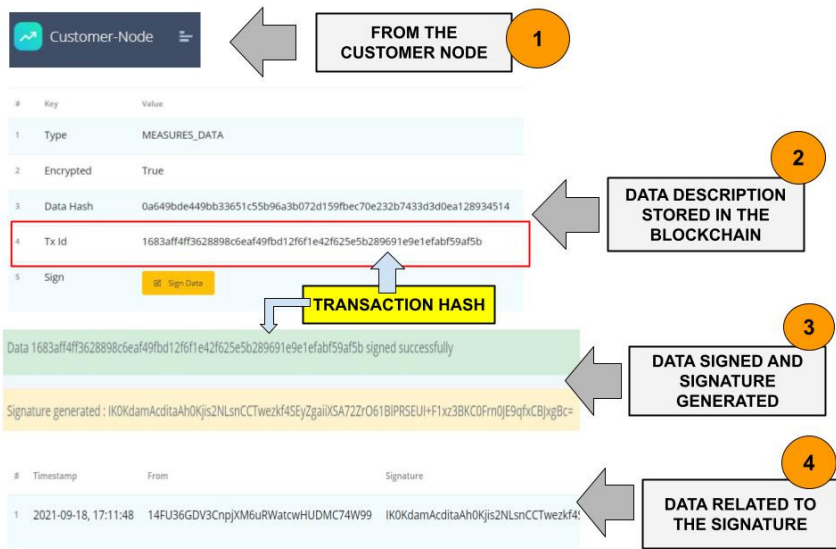 Customer-Node
FROM THE
CUSTOMER NODE
1
# Key Value
1 Type MEASURES_DATA
2 Encrypted True
3 Data Hash 0a649bde449bb33651c55b96a3b072d159fbec70e232b7433d3d0ea128934514
4 Tx Id 1683aff4ff3628898c6eaf49fbd12f6f1e42f625e5b289691e9e1efabf59af5b
5 Sign Sign Data
2
DATA DESCRIPTION
STORED IN THE
BLOCKCHAIN
TRANSACTION HASH
Data 1683aff4ff3628898c6eaf49fbd12f6f1e42f625e5b289691e9e1efabf59af5b signed successfully
Signature generated : IK0KdamAcditaAh0Kjis2NLsnCCTwezkf4SEyZgaiiXSA72ZrO61BlPRSEUI+F1xz3BKC0Frn0JE9qfxCBJxgBc=
3
DATA SIGNED AND
SIGNATURE
GENERATED
# Timestamp From Signature
1 2021-09-18, 17:11:48 14FU36GDV3CnpjXM6uRWatcwHUDMC74W99 IK0KdamAcditaAh0Kjis2NLsnCCTwezkf4
4
DATA RELATED TO
THE SIGNATURE